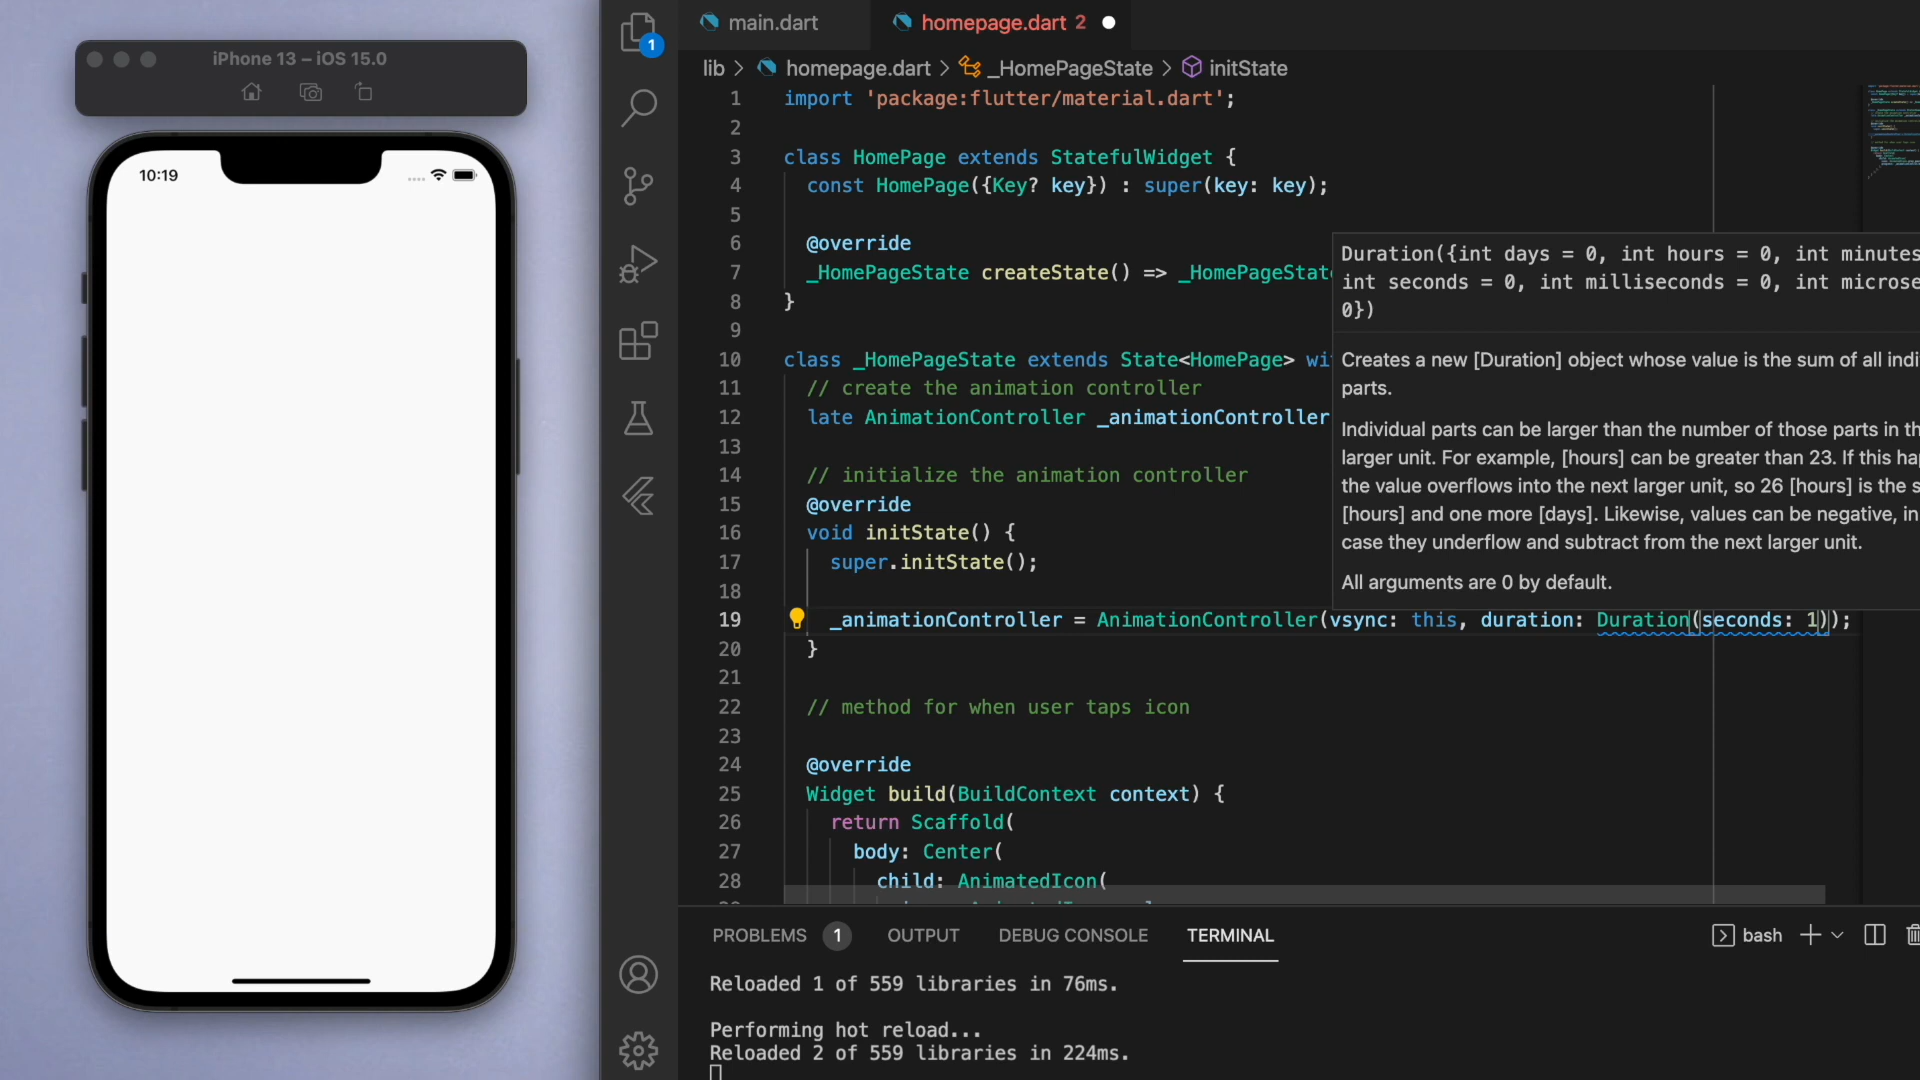 iPhone 13 – iOS 15.0
10:19
1
main.dart
homepage.dart 2
lib > homepage.dart > _HomePageState > initState
1 import 'package:flutter/material.dart';
2
3 class HomePage extends StatefulWidget {
4 const HomePage({Key? key}) : super(key: key);
5
6 @override
7 _HomePageState createState() => _HomePageState
8 }
9
10 class _HomePageState extends State<HomePage> wi
11 // create the animation controller
12 late AnimationController _animationController
13
14 // initialize the animation controller
15 @override
16 void initState() {
17 super.initState();
18
19 _animationController = AnimationController(vsync: this, duration: Duration(seconds: 1));
20 }
21
22 // method for when user taps icon
23
24 @override
25 Widget build(BuildContext context) {
26 return Scaffold(
27 body: Center(
28 child: AnimatedIcon(
Duration({int days = 0, int hours = 0, int minutes
int seconds = 0, int milliseconds = 0, int microse
0})
Creates a new [Duration] object whose value is the sum of all indi
parts.
Individual parts can be larger than the number of those parts in th
larger unit. For example, [hours] can be greater than 23. If this ha
the value overflows into the next larger unit, so 26 [hours] is the s
[hours] and one more [days]. Likewise, values can be negative, in
case they underflow and subtract from the next larger unit.
All arguments are 0 by default.
PROBLEMS 1 OUTPUT DEBUG CONSOLE TERMINAL
bash
Reloaded 1 of 559 libraries in 76ms.
Performing hot reload...
Reloaded 2 of 559 libraries in 224ms.